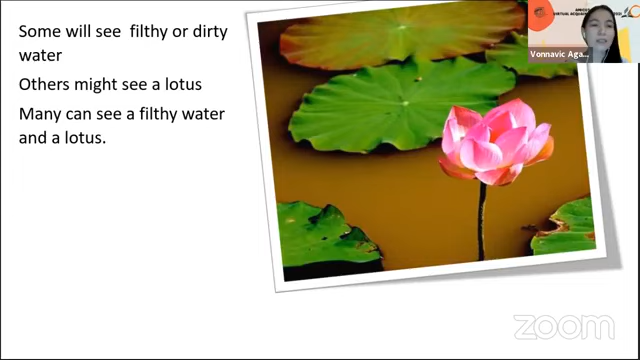 Some will see filthy or dirty
water
Others might see a lotus
Many can see a filthy water
and a lotus.
Vonnavic Aga...
zoom